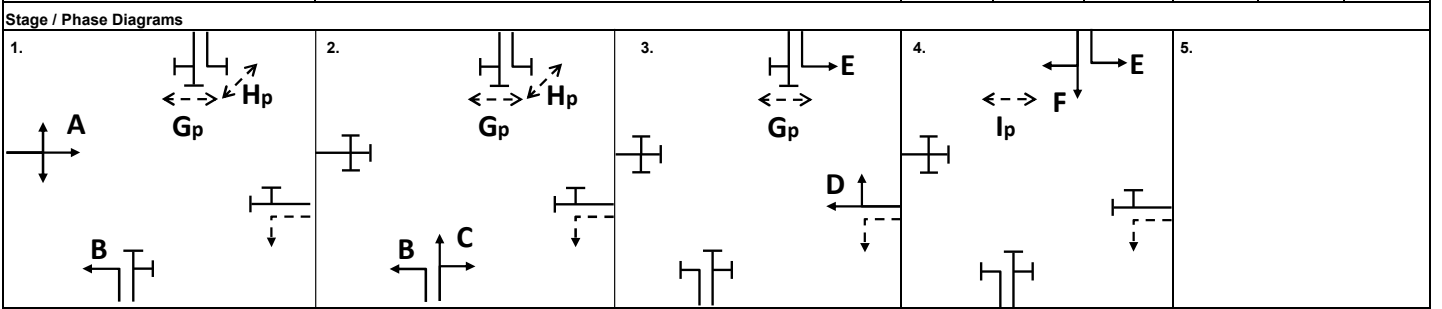 Stage / Phase Diagrams
1.
A
Hp
Gp
B
2.
Hp
Gp
B
C
3.
E
Gp
D
4.
E
F
Ip
5.